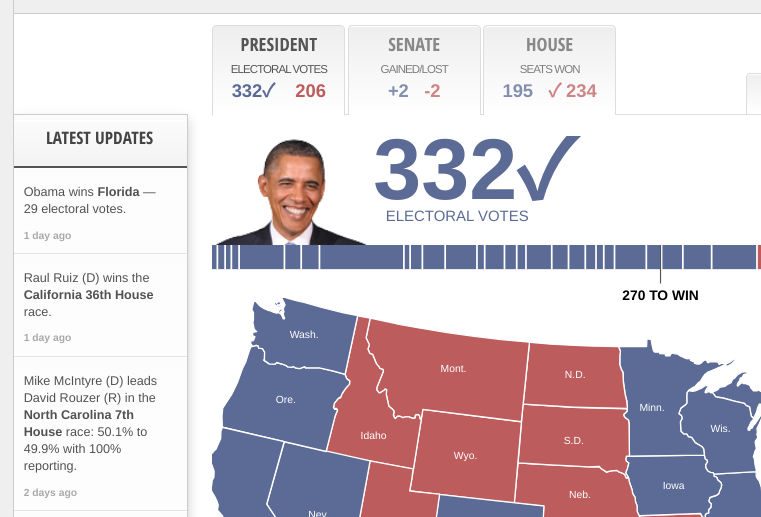 PRESIDENT
ELECTORAL VOTES
332✓ 206
SENATE
GAINED/LOST
+2 -2
HOUSE
SEATS WON
195 ✓ 234
LATEST UPDATES
Obama wins Florida —
29 electoral votes.
1 day ago
Raul Ruiz (D) wins the
California 36th House
race.
1 day ago
Mike McIntyre (D) leads
David Rouzer (R) in the
North Carolina 7th
House race: 50.1% to
49.9% with 100%
reporting.
2 days ago
332✓
ELECTORAL VOTES
270 TO WIN
Wash.
Mont.
N.D.
Ore.
Minn.
Idaho
S.D.
Wis.
Wyo.
Neb.
Iowa
Nev.